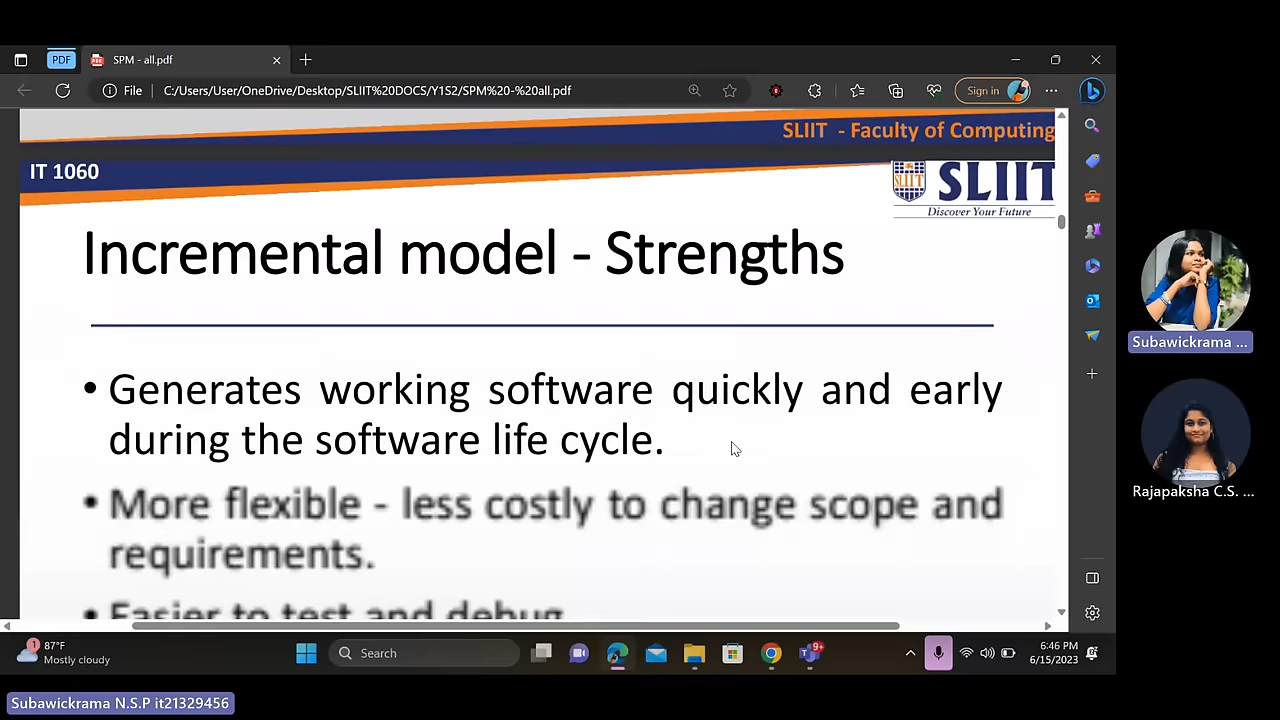 PDF
SPM - all.pdf
File
C:/Users/User/OneDrive/Desktop/SLIIT%20DOCS/Y1S2/SPM%20-%20all.pdf
Sign in
SLIIT - Faculty of Computing
IT 1060
SLIIT
SLIIT
Discover Your Future
Incremental model - Strengths
• Generates working software quickly and early
during the software life cycle.
• More flexible - less costly to change scope and
requirements.
• Easier to test and debug
Subawickrama ...
Rajapaksha C.S. ...
1
87°F
Mostly cloudy
Search
9+
6:46 PM
6/15/2023
Subawickrama N.S.P it21329456